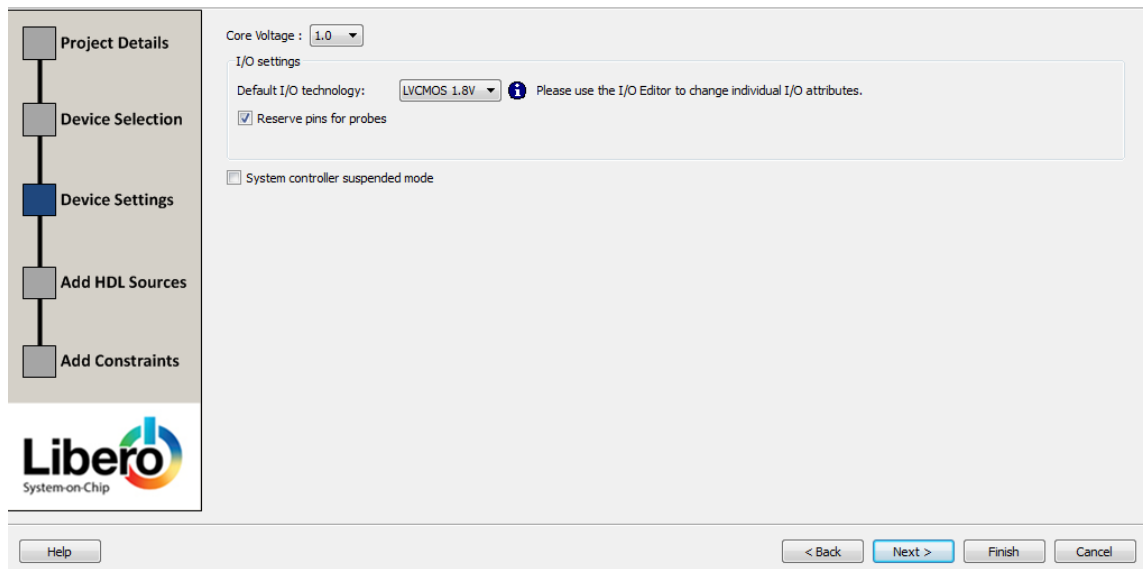 Project Details
Device Selection
Device Settings
Add HDL Sources
Add Constraints
Libero
System-on-Chip
Core Voltage : 1.0
I/O settings
Default I/O technology: LVCMOS 1.8V i Please use the I/O Editor to change individual I/O attributes.
Reserve pins for probes
System controller suspended mode
Help < Back Next > Finish Cancel